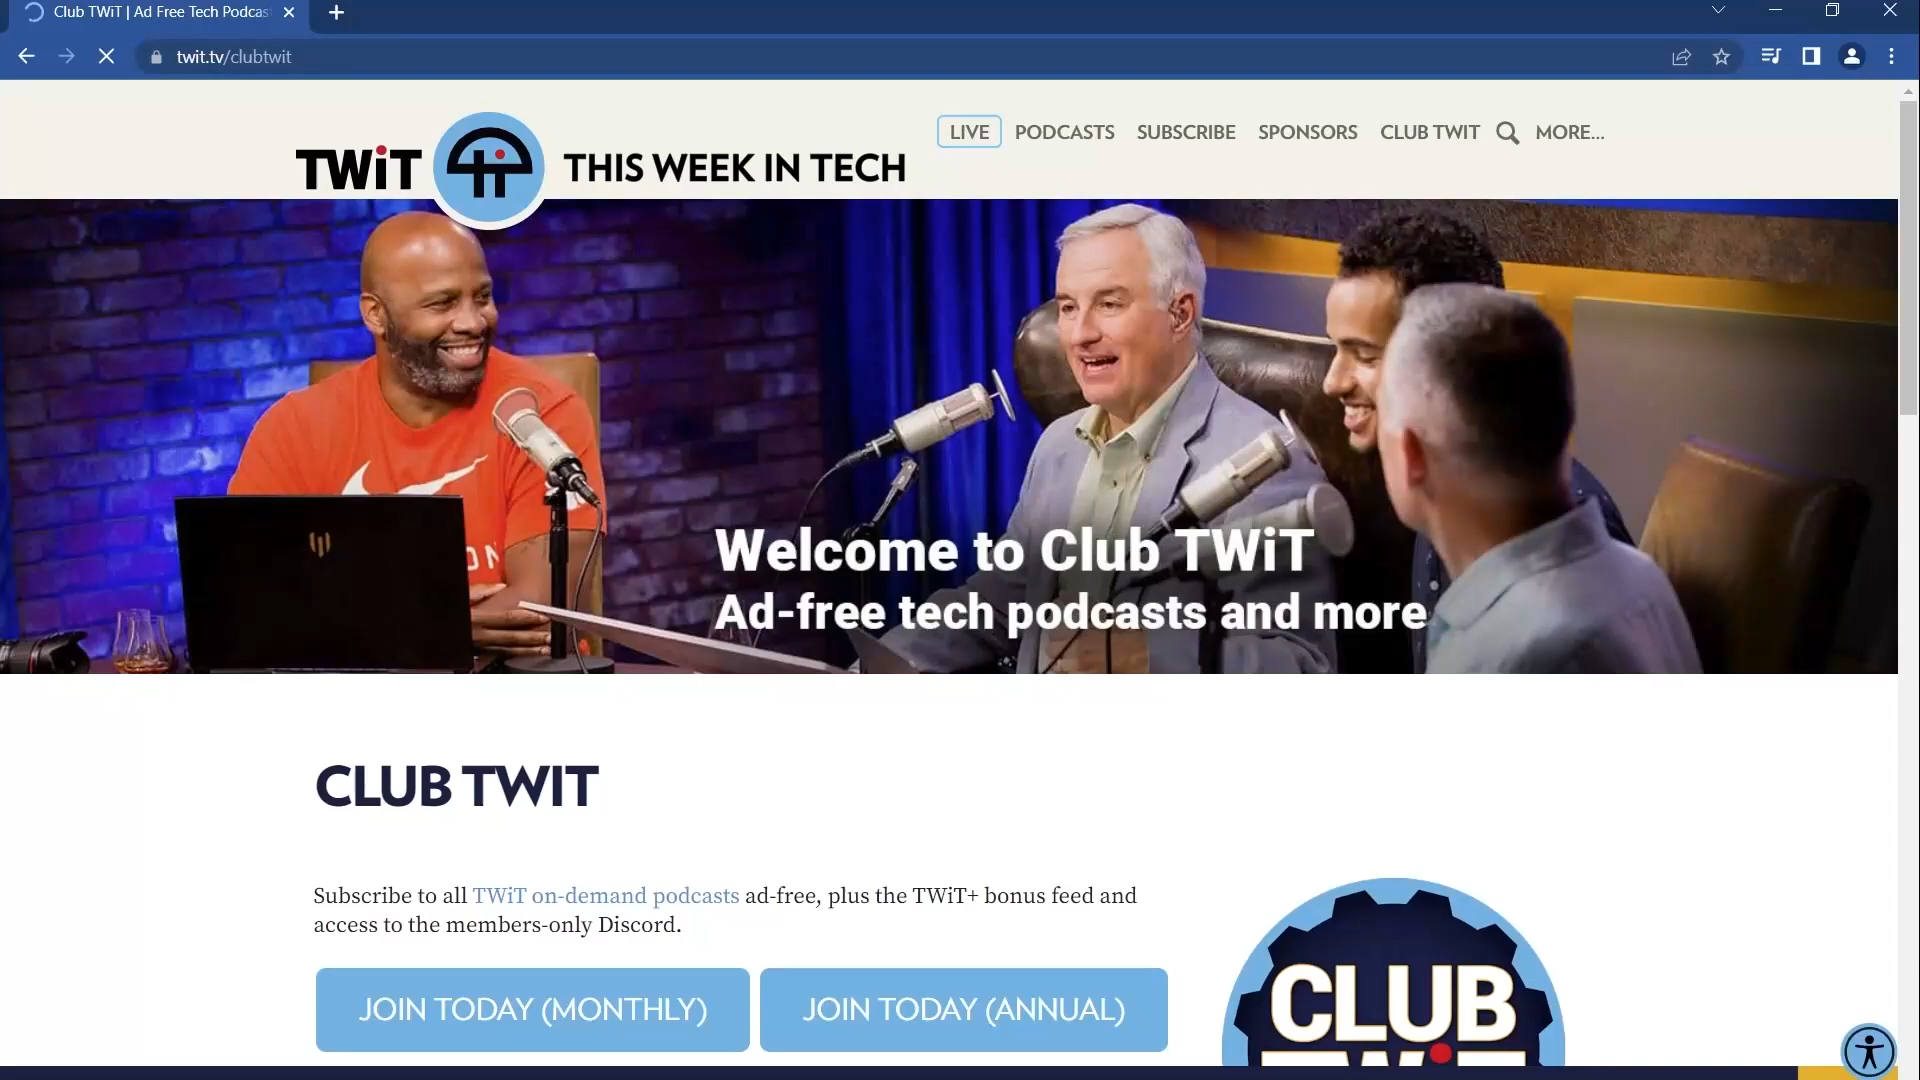 Club TWiT | Ad Free Tech Podcas
twit.tv/clubtwit
TWiT
THIS WEEK IN TECH
LIVE PODCASTS SUBSCRIBE SPONSORS CLUB TWIT MORE...
Welcome to Club TWiT
Ad-free tech podcasts and more
CLUB TWIT
Subscribe to all TWiT on-demand podcasts ad-free, plus the TWiT+ bonus feed and
access to the members-only Discord.
JOIN TODAY (MONTHLY) JOIN TODAY (ANNUAL)
CLUB
TWiT